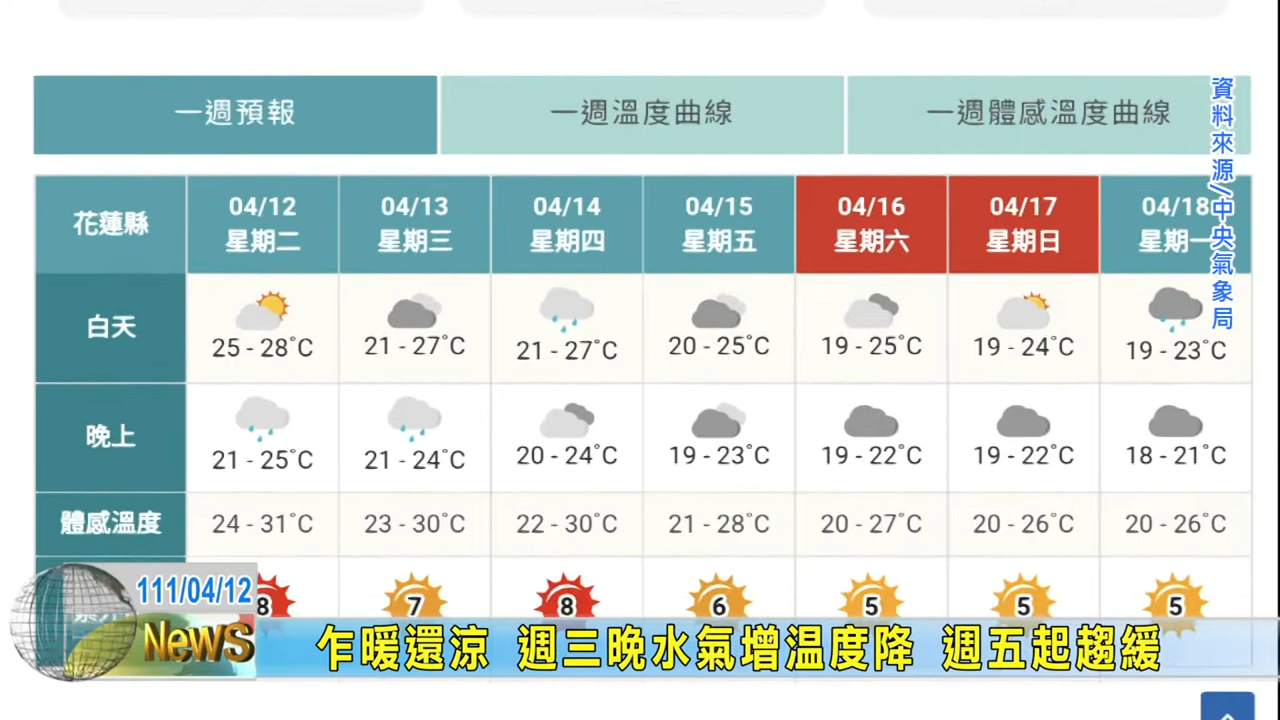 一週預報
一週溫度曲線
一週體感溫度曲線
資料來源/中央氣象局
花蓮縣 04/12 04/13 04/14 04/15 04/16 04/17 04/18
星期二 星期三 星期四 星期五 星期六 星期日 星期一
白天 25 - 28°C 21 - 27°C 21 - 27°C 20 - 25°C 19 - 25°C 19 - 24°C 19 - 23°C
晚上 21 - 25°C 21 - 24°C 20 - 24°C 19 - 23°C 19 - 22°C 19 - 22°C 18 - 21°C
體感溫度 24 - 31°C 23 - 30°C 22 - 30°C 21 - 28°C 20 - 27°C 20 - 26°C 20 - 26°C
8 7 8 6 5 5 5
111/04/12
NewS
乍暖還涼 週三晚水氣增温度降 週五起趨緩